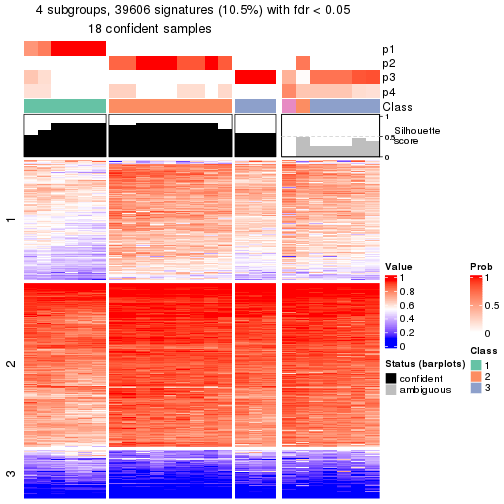 4 subgroups, 39606 signatures (10.5%) with fdr < 0.05
18 confident samples
p1
p2
p3
p4
Class
1
0.5
0
Silhouette
score
1
2
3
Value
1
0.8
0.6
0.4
0.2
0
Prob
1
0.5
0
Status (barplots)
confident
ambiguous
Class
1
2
3